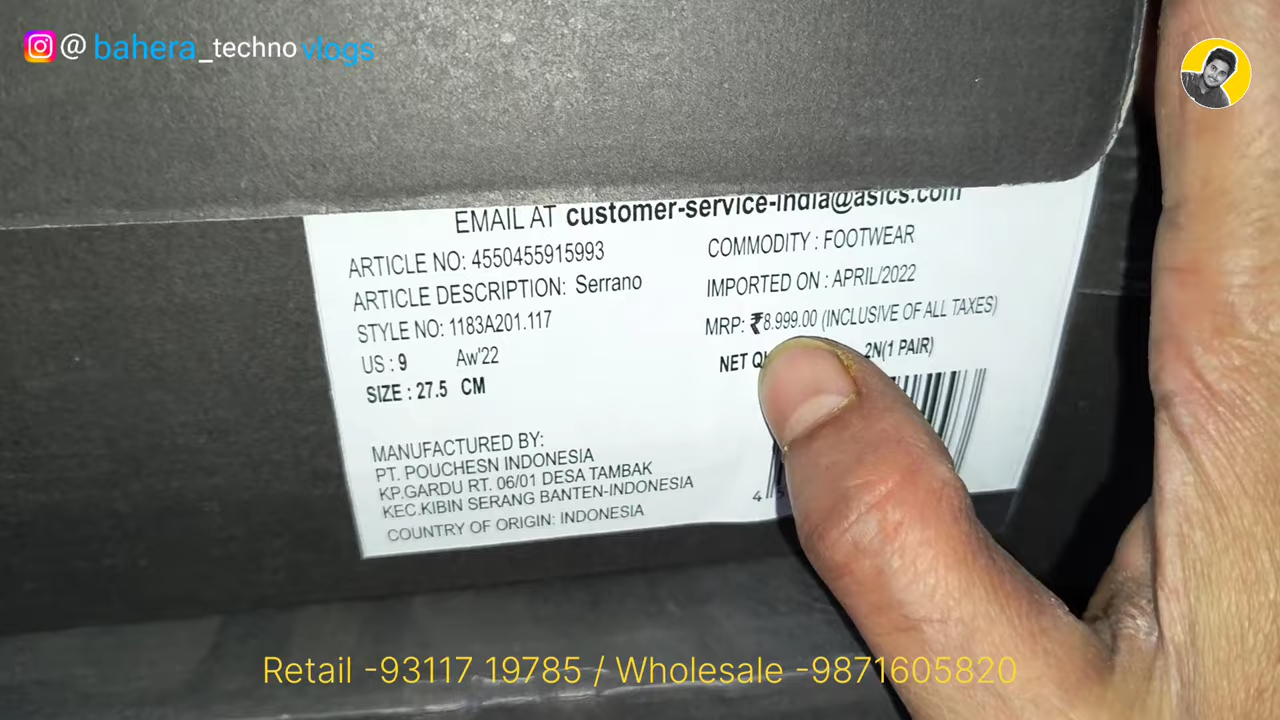 @ bahera_techno vlogs
EMAIL AT customer-service-india@asics.com
ARTICLE NO: 4550455915993
ARTICLE DESCRIPTION: Serrano
STYLE NO: 1183A201.117
US : 9 Aw'22
SIZE : 27.5 CM
MANUFACTURED BY:
PT. POUCHESN INDONESIA
KP.GARDU RT. 06/01 DESA TAMBAK
KEC.KIBIN SERANG BANTEN-INDONESIA
COUNTRY OF ORIGIN: INDONESIA
COMMODITY : FOOTWEAR
IMPORTED ON : APRIL/2022
MRP: ₹8.999.00 (INCLUSIVE OF ALL TAXES)
NET 2N(1 PAIR)
4
Retail -93117 19785 / Wholesale -9871605820